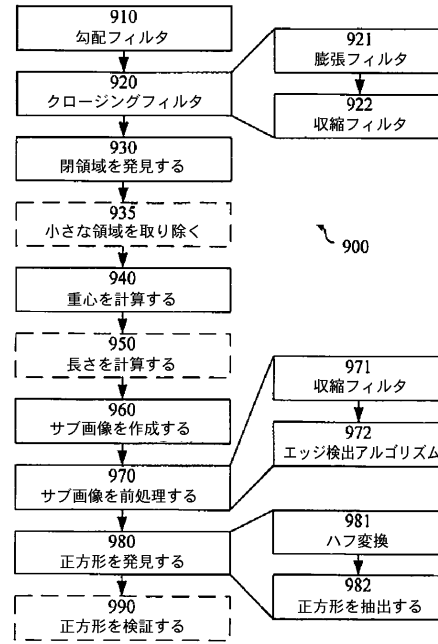 910
勾配フィルタ
920
クロージングフィルタ
921
膨張フィルタ
922
収縮フィルタ
930
閉領域を発見する
935
小さな領域を取り除く
900
940
重心を計算する
950
長さを計算する
960
サブ画像を作成する
970
サブ画像を前処理する
971
収縮フィルタ
972
エッジ検出アルゴリズム
980
正方形を発見する
981
ハフ変換
982
正方形を抽出する
990
正方形を検証する